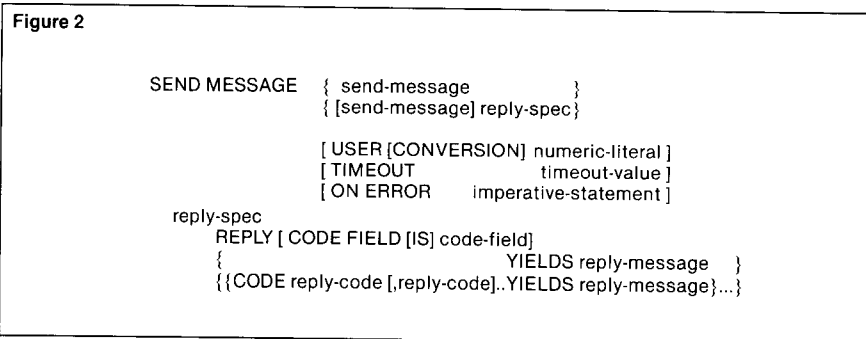 Figure 2
SEND MESSAGE { send-message }
{ [send-message] reply-spec}
[ USER [CONVERSION] numeric-literal ]
[ TIMEOUT timeout-value ]
[ ON ERROR imperative-statement ]
reply-spec
REPLY [ CODE FIELD [IS] code-field]
{ YIELDS reply-message }
{{CODE reply-code [,reply-code]..YIELDS reply-message}...}